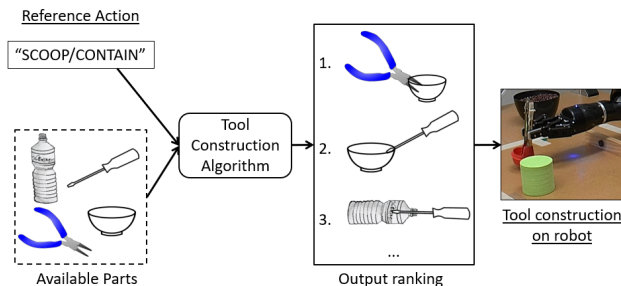 Reference Action
“SCOOP/CONTAIN”
Available Parts
Tool
Construction
Algorithm
1.
2.
3.
...
Output ranking
Tool construction
on robot